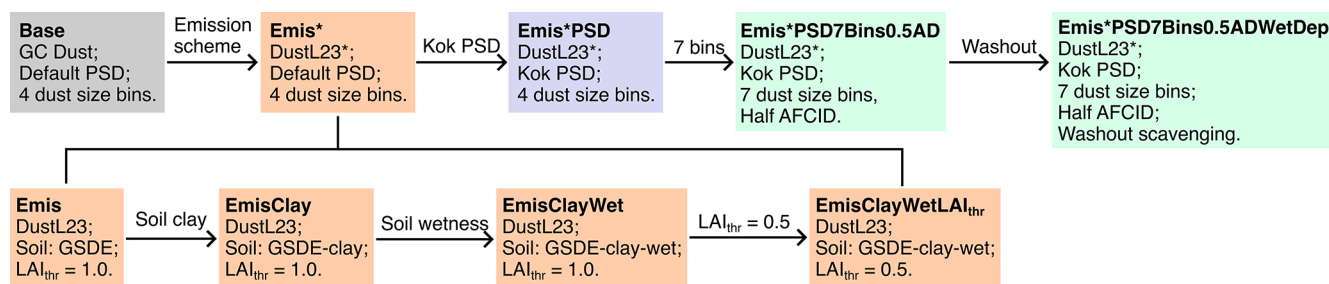 Base
GC Dust;
Default PSD;
4 dust size bins.
Emission
scheme
Emis*
DustL23*;
Default PSD;
4 dust size bins.
Kok PSD
Emis*PSD
DustL23*;
Kok PSD;
4 dust size bins.
7 bins
Emis*PSD7Bins0.5AD
DustL23*;
Kok PSD;
7 dust size bins,
Half AFCID.
Washout
Emis*PSD7Bins0.5ADWetDep
DustL23*;
Kok PSD;
7 dust size bins;
Half AFCID;
Washout scavenging.
Emis
DustL23;
Soil: GSDE;
LAIthr = 1.0.
Soil clay
EmisClay
DustL23;
Soil: GSDE-clay;
LAIthr = 1.0.
Soil wetness
EmisClayWet
DustL23;
Soil: GSDE-clay-wet;
LAIthr = 1.0.
LAIthr = 0.5
EmisClayWetLAIthr
DustL23;
Soil: GSDE-clay-wet;
LAIthr = 0.5.